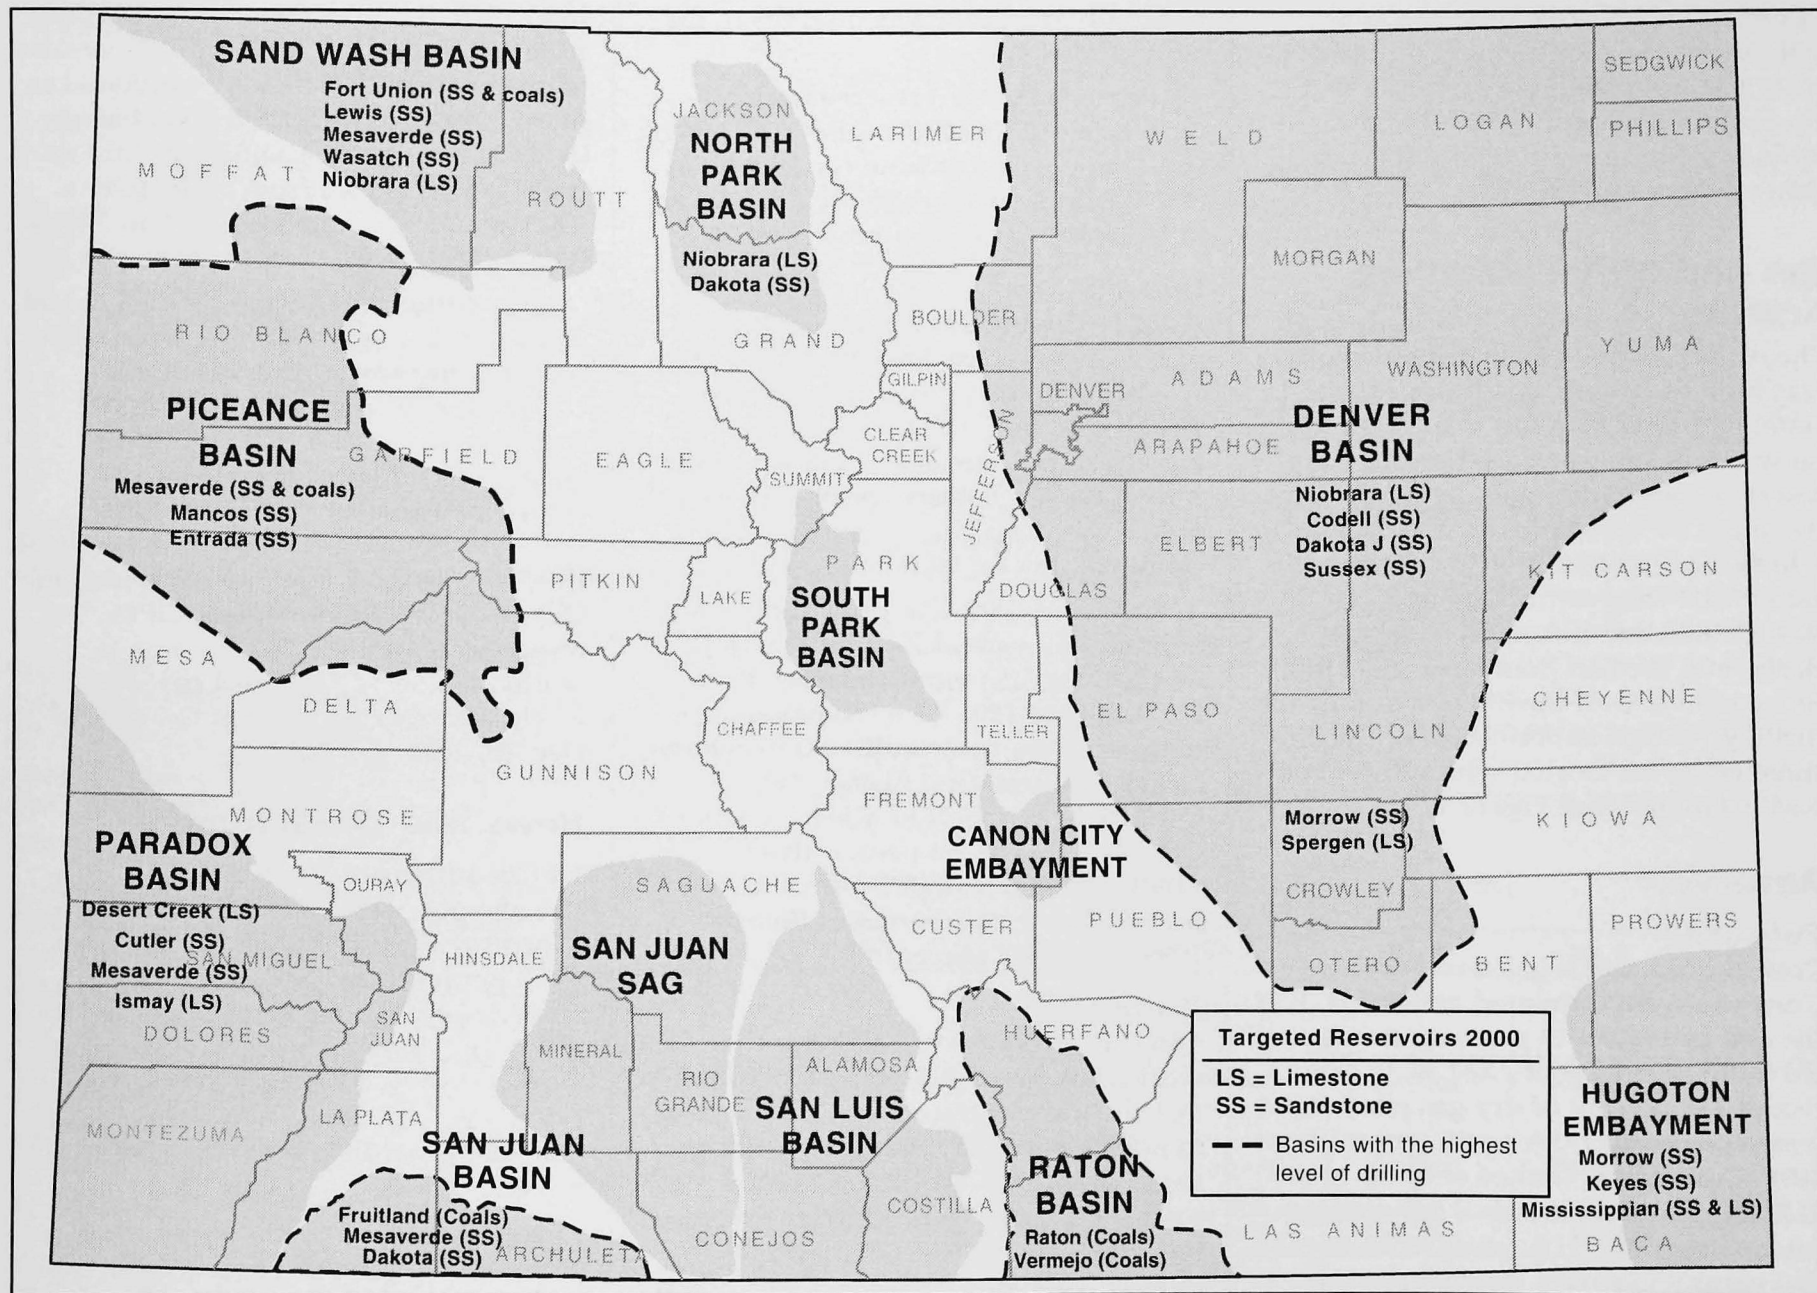 SAND WASH BASIN
Fort Union (SS & coals)
Lewis (SS)
Mesaverde (SS)
Wasatch (SS)
Niobrara (LS)
MOFFAT
ROUTT
JACKSON
NORTH
PARK
BASIN
Niobrara (LS)
Dakota (SS)
LARIMER
WELD
LOGAN
SEDGWICK
PHILLIPS
MORGAN
RIO BLANCO
GRAND
BOULDER
GILPIN
YUMA
WASHINGTON
ADAMS
DENVER
PICEANCE
BASIN
Mesaverde (SS & coals)
Mancos (SS)
Entrada (SS)
GARFIELD
EAGLE
SUMMIT
CLEAR
CREEK
JEFFERSON
ARAPAHOE
DENVER
BASIN
Niobrara (LS)
Codell (SS)
Dakota J (SS)
Sussex (SS)
ELBERT
KIT CARSON
PITKIN
LAKE
PARK
SOUTH
PARK
BASIN
DOUGLAS
MESA
DELTA
CHAFFEE
TELLER
EL PASO
LINCOLN
CHEYENNE
GUNNISON
MONTROSE
FREMONT
CANON CITY
EMBAYMENT
Morrow (SS)
Spergen (LS)
KIOWA
CROWLEY
PARADOX
BASIN
Desert Creek (LS)
Cutler (SS)
SAN MIGUEL
Mesaverde (SS)
Ismay (LS)
DOLORES
OURAY
SAN
JUAN
HINSDALE
SAGUACHE
SAN JUAN
SAG
CUSTER
PUEBLO
OTERO
BENT
PROWERS
MINERAL
RIO
GRANDE
ALAMOSA
HUERFANO
SAN LUIS
BASIN
MONTEZUMA
LA PLATA
SAN JUAN
BASIN
Fruitland (Coals)
Mesaverde (SS)
Dakota (SS)
ARCHULETA
CONEJOS
COSTILLA
RATON
BASIN
Raton (Coals)
Vermejo (Coals)
LAS ANIMAS
Targeted Reservoirs 2000
LS = Limestone
SS = Sandstone
Basins with the highest
level of drilling
HUGOTON
EMBAYMENT
Morrow (SS)
Keyes (SS)
Mississippian (SS & LS)
BACA